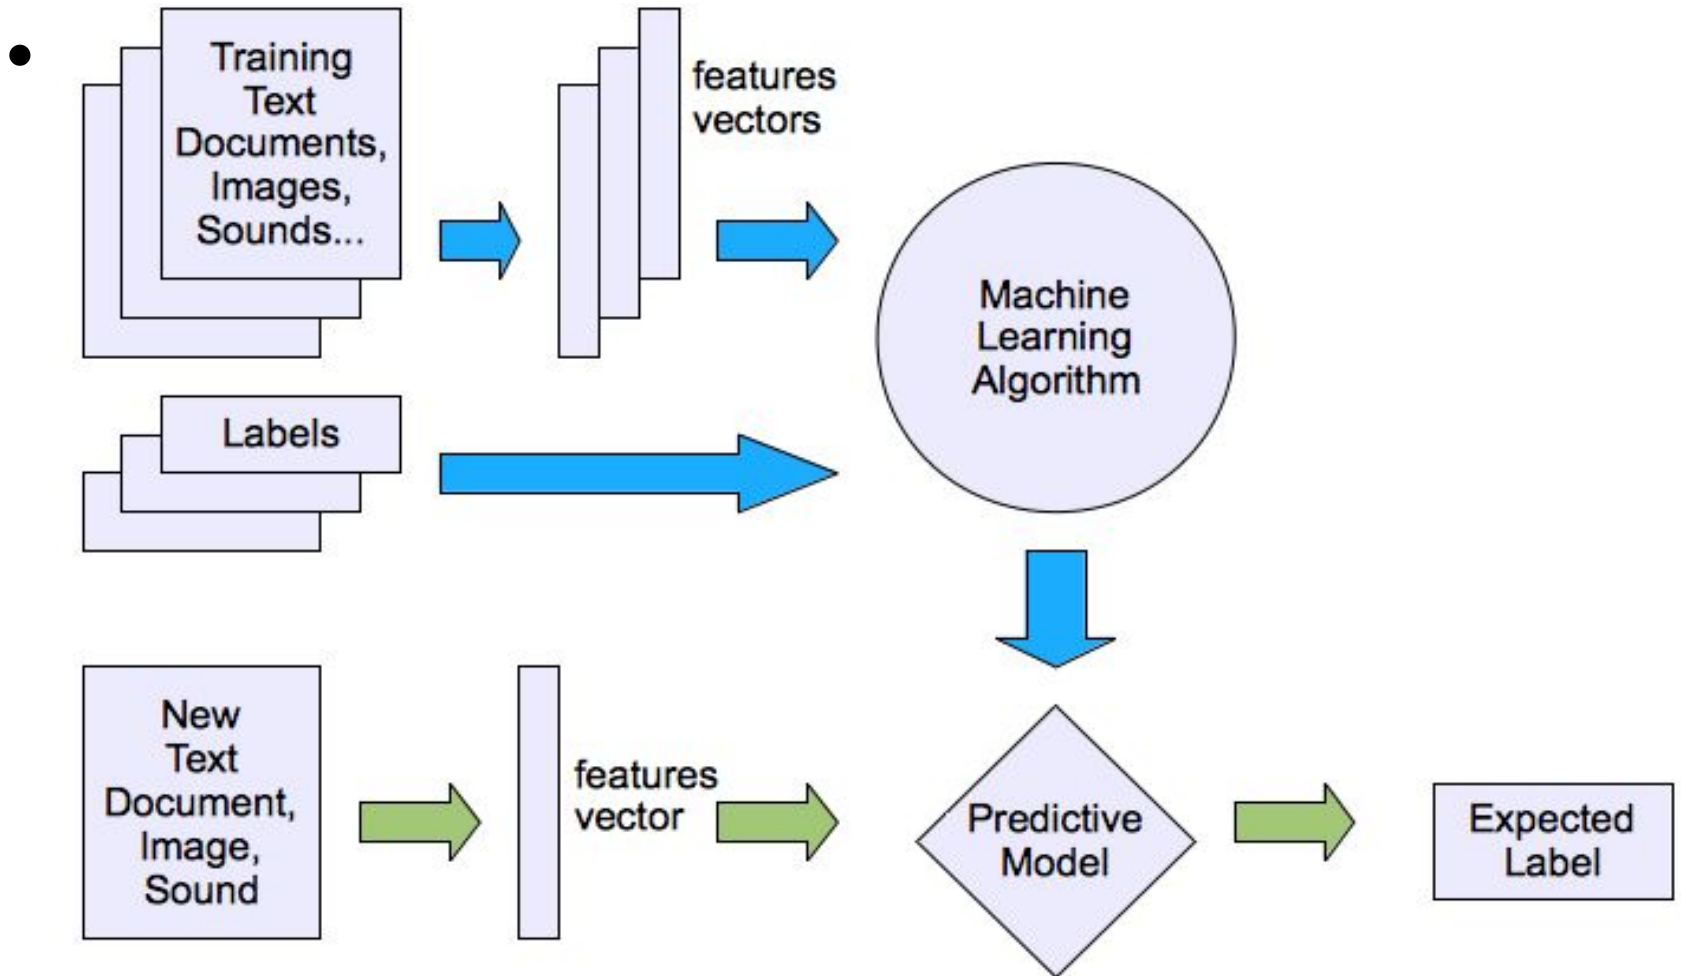 Training
Text
Documents,
Images,
Sounds...
features
vectors
Machine
Learning
Algorithm
Labels
New
Text
Document,
Image,
Sound
features
vector
Predictive
Model
Expected
Label